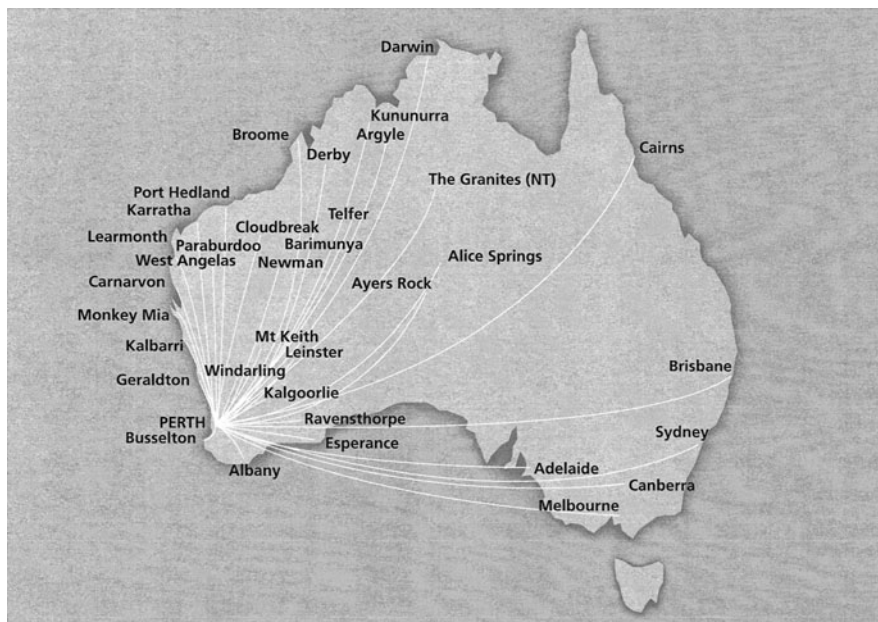 Darwin
Kununurra
Broome
Argyle
Derby
Cairns
The Granites (NT)
Port Hedland
Karratha
Telfer
Cloudbreak
Learmonth
Paraburdoo
Barimunya
West Angelas
Newman
Alice Springs
Carnarvon
Ayers Rock
Monkey Mia
Mt Keith
Kalbarri
Leinster
Brisbane
Windarling
Geraldton
Kalgoorlie
PERTH
Ravensthorpe
Sydney
Busselton
Esperance
Albany
Adelaide
Canberra
Melbourne